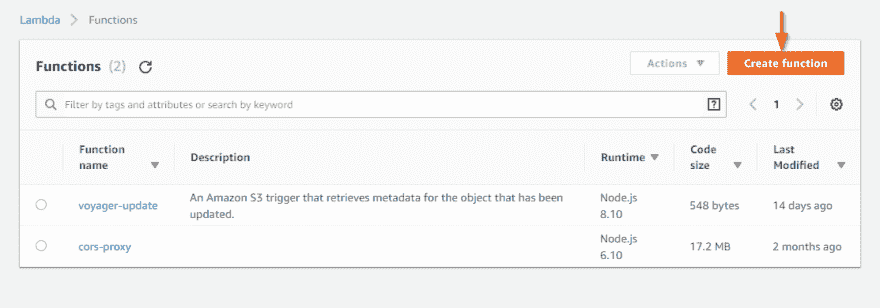 Lambda > Functions
Functions (2)
Actions
Create function
Filter by tags and attributes or search by keyword
?
< 1 >
Function name
Description
Runtime
Code size
Last Modified
voyager-update
An Amazon S3 trigger that retrieves metadata for the object that has been
updated.
Node.js
8.10
548 bytes
14 days ago
cors-proxy
Node.js
6.10
17.2 MB
2 months ago